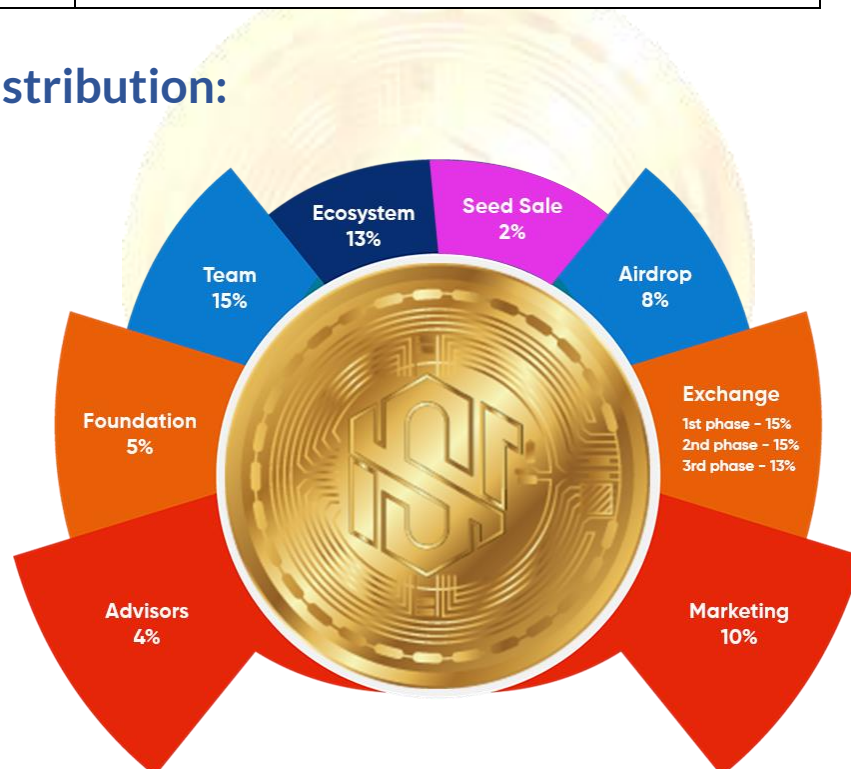 stribution:
Ecosystem
13%
Seed Sale
2%
Team
15%
Airdrop
8%
Foundation
5%
Exchange
1st phase - 15%
2nd phase - 15%
3rd phase - 13%
Advisors
4%
Marketing
10%